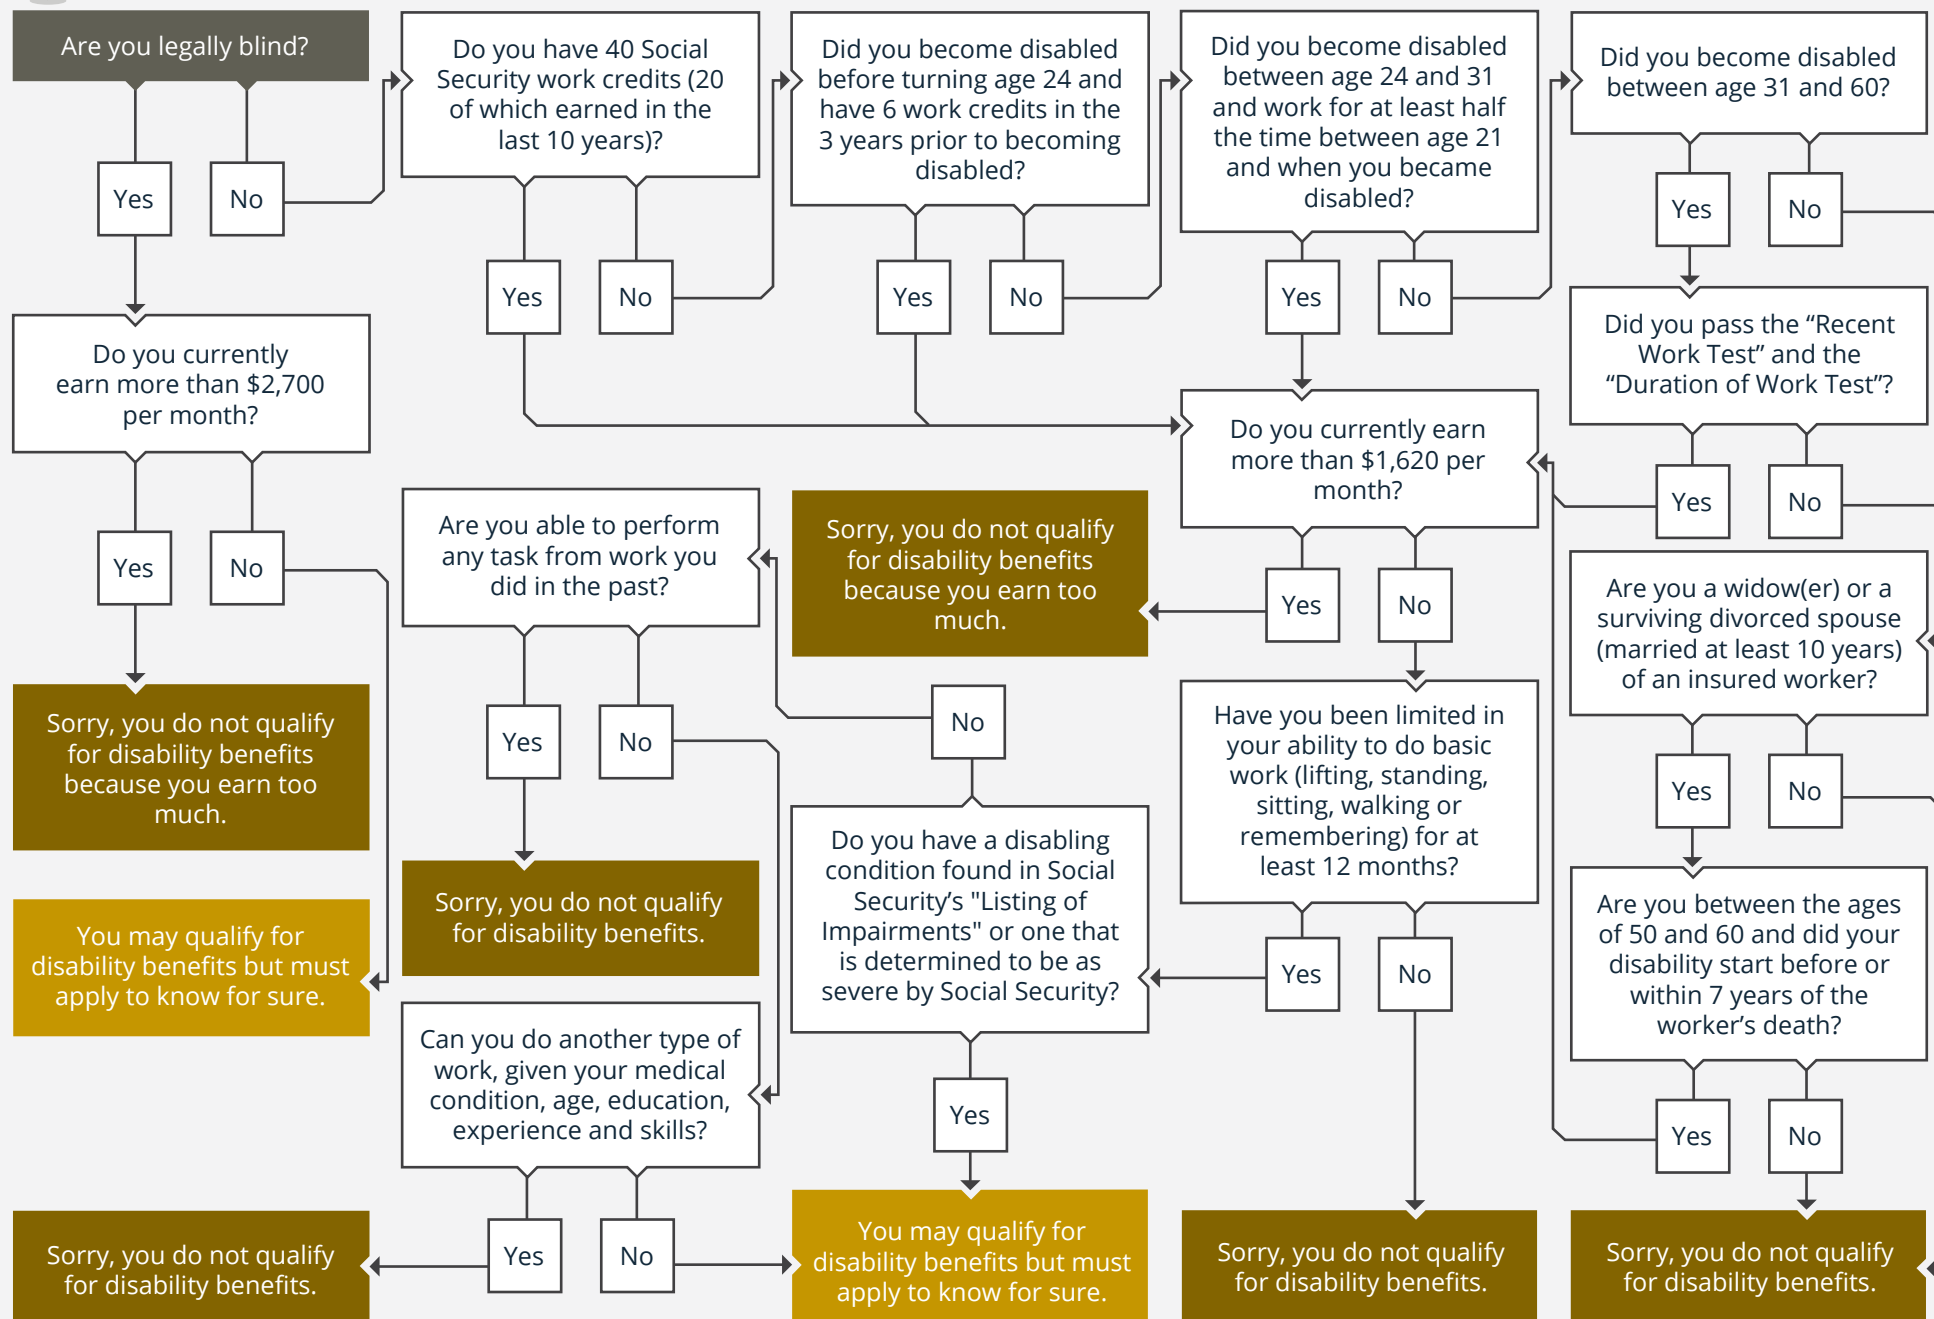 Are you legally blind?
Yes
No
Do you currently
earn more than $2,700
per month?
Yes
No
Sorry, you do not qualify
for disability benefits
because you earn too
much.
You may qualify for
disability benefits but must
apply to know for sure.
Do you have 40 Social
Security work credits (20
of which earned in the
last 10 years)?
Yes
No
Did you become disabled
before turning age 24 and
have 6 work credits in the
3 years prior to becoming
disabled?
Yes
No
Did you become disabled
between age 24 and 31
and work for at least half
the time between age 21
and when you became
disabled?
Yes
No
Did you become disabled
between age 31 and 60?
Yes
No
Did you pass the “Recent
Work Test” and the
“Duration of Work Test”?
Yes
No
Are you a widow(er) or a
surviving divorced spouse
(married at least 10 years)
of an insured worker?
Yes
No
Are you between the ages
of 50 and 60 and did your
disability start before or
within 7 years of the
worker’s death?
Yes
No
Sorry, you do not qualify
for disability benefits.
Do you currently earn
more than $1,620 per
month?
Yes
No
Sorry, you do not qualify
for disability benefits
because you earn too
much.
Have you been limited in
your ability to do basic
work (lifting, standing,
sitting, walking or
remembering) for at
least 12 months?
Yes
No
Sorry, you do not qualify
for disability benefits.
Do you have a disabling
condition found in Social
Security’s "Listing of
Impairments" or one that
is determined to be as
severe by Social Security?
No
Yes
You may qualify for
disability benefits but must
apply to know for sure.
Are you able to perform
any task from work you
did in the past?
Yes
No
Sorry, you do not qualify
for disability benefits.
Can you do another type of
work, given your medical
condition, age, education,
experience and skills?
Yes
No
Sorry, you do not qualify
for disability benefits.